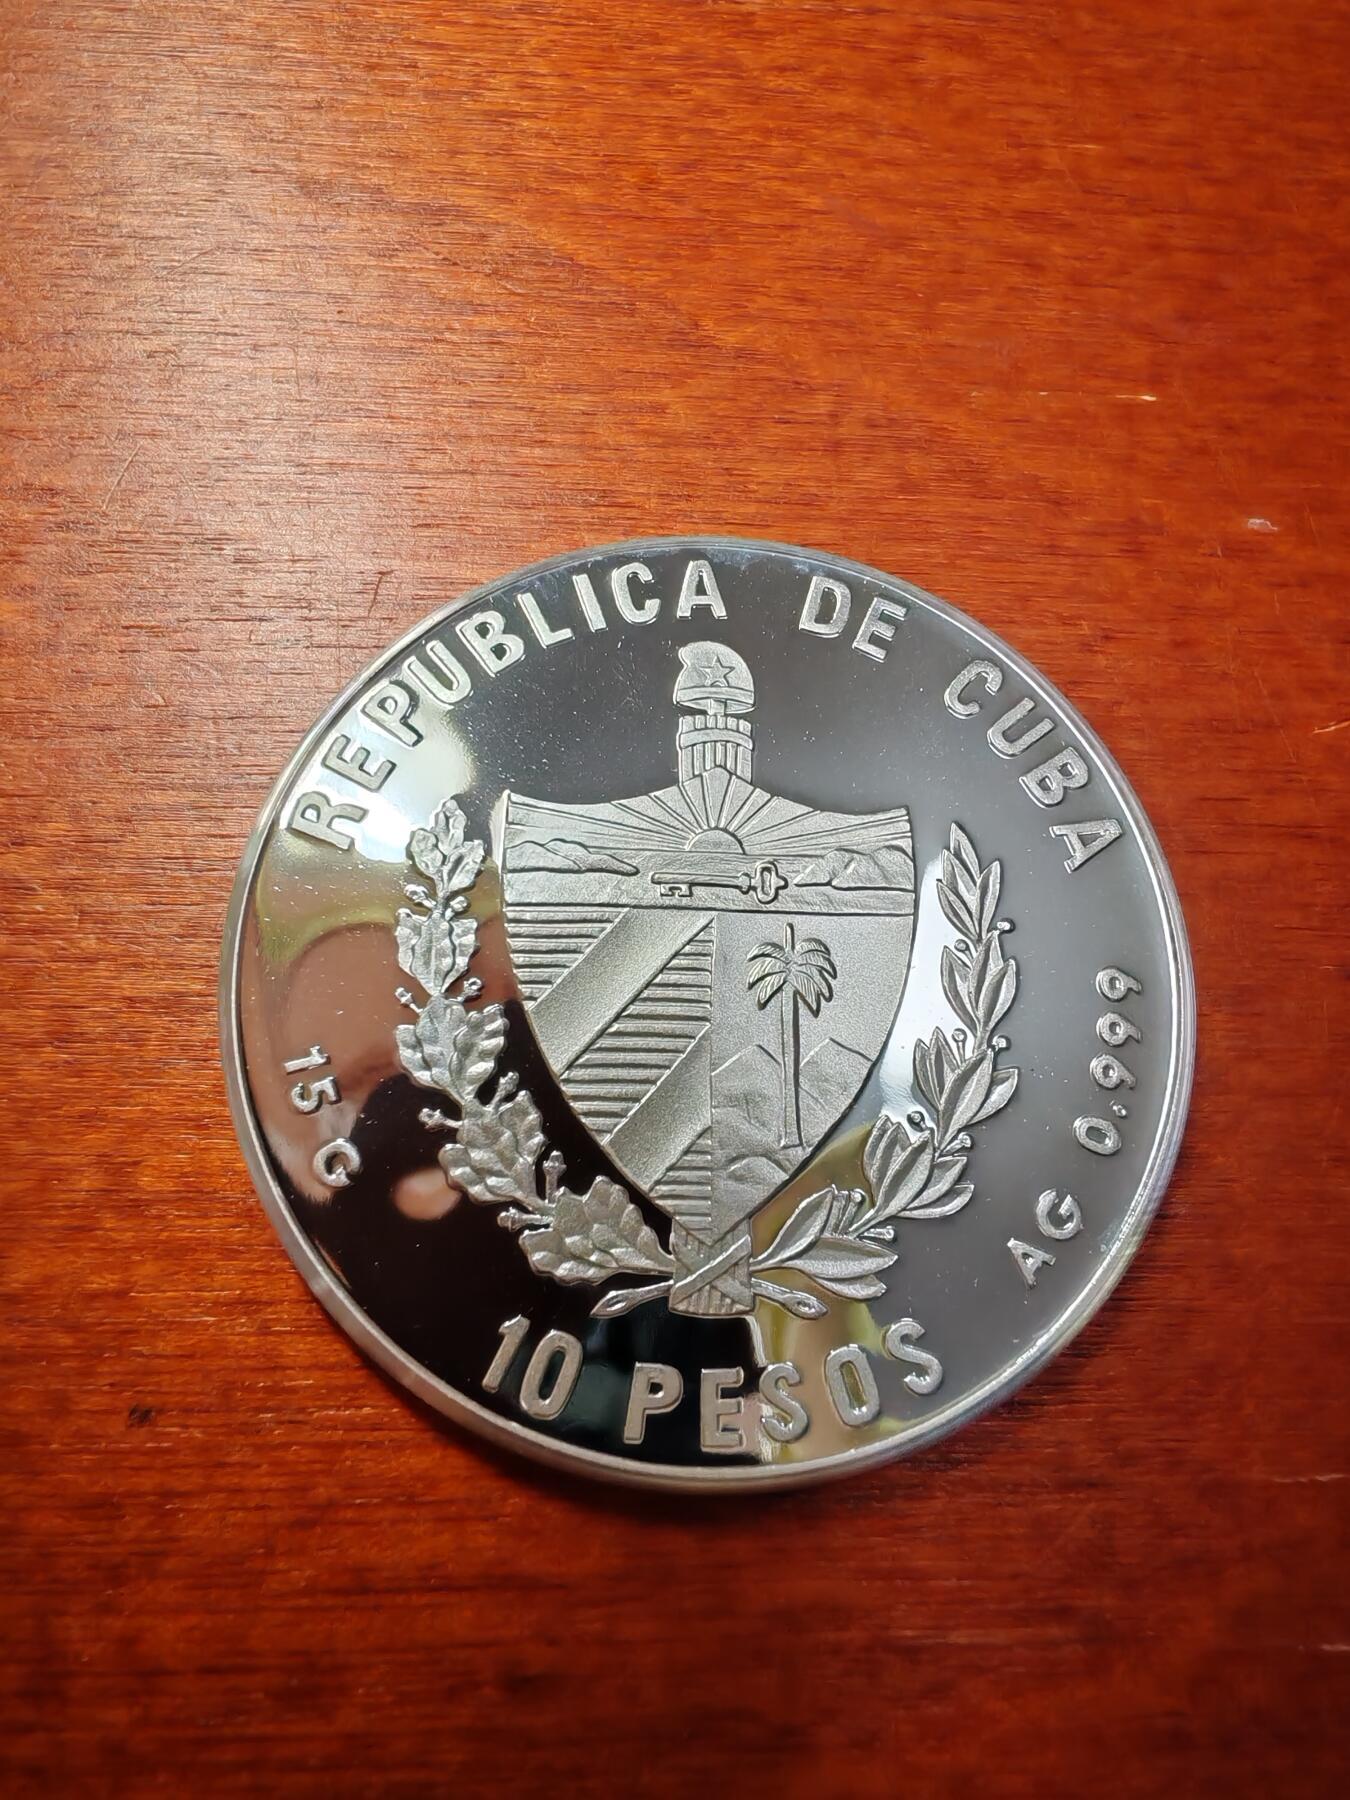 REPUBLICA DE CUBA
15 G
AG 0.999
10 PESOS